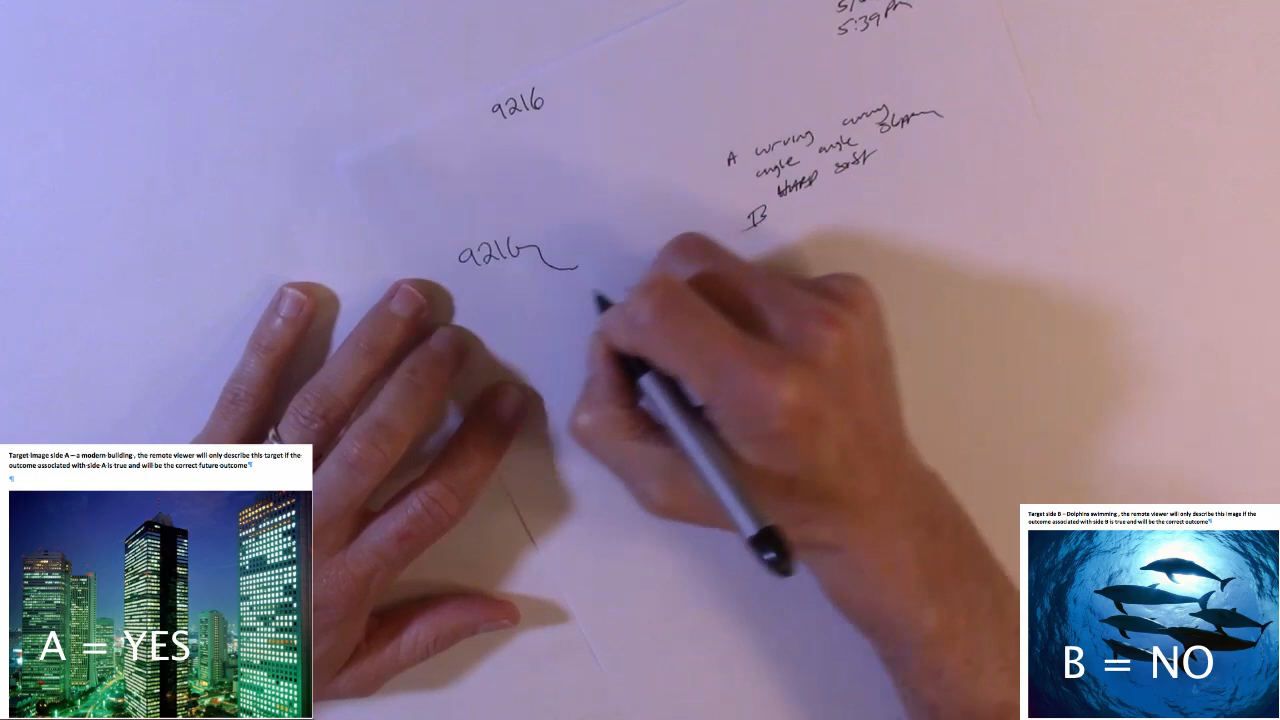 5:39pm
9216
A curving curvy
angle angle
HARD soft
B
9216
Target image side A – a modern building , the remote viewer will only describe this target if the
outcome associated with side A is true and will be the correct future outcome¶
¶
A = YES
Target side B – Dolphins swimming , the remote viewer will only describe this image if the
outcome associated with side B is true and will be the correct outcome¶
B = NO